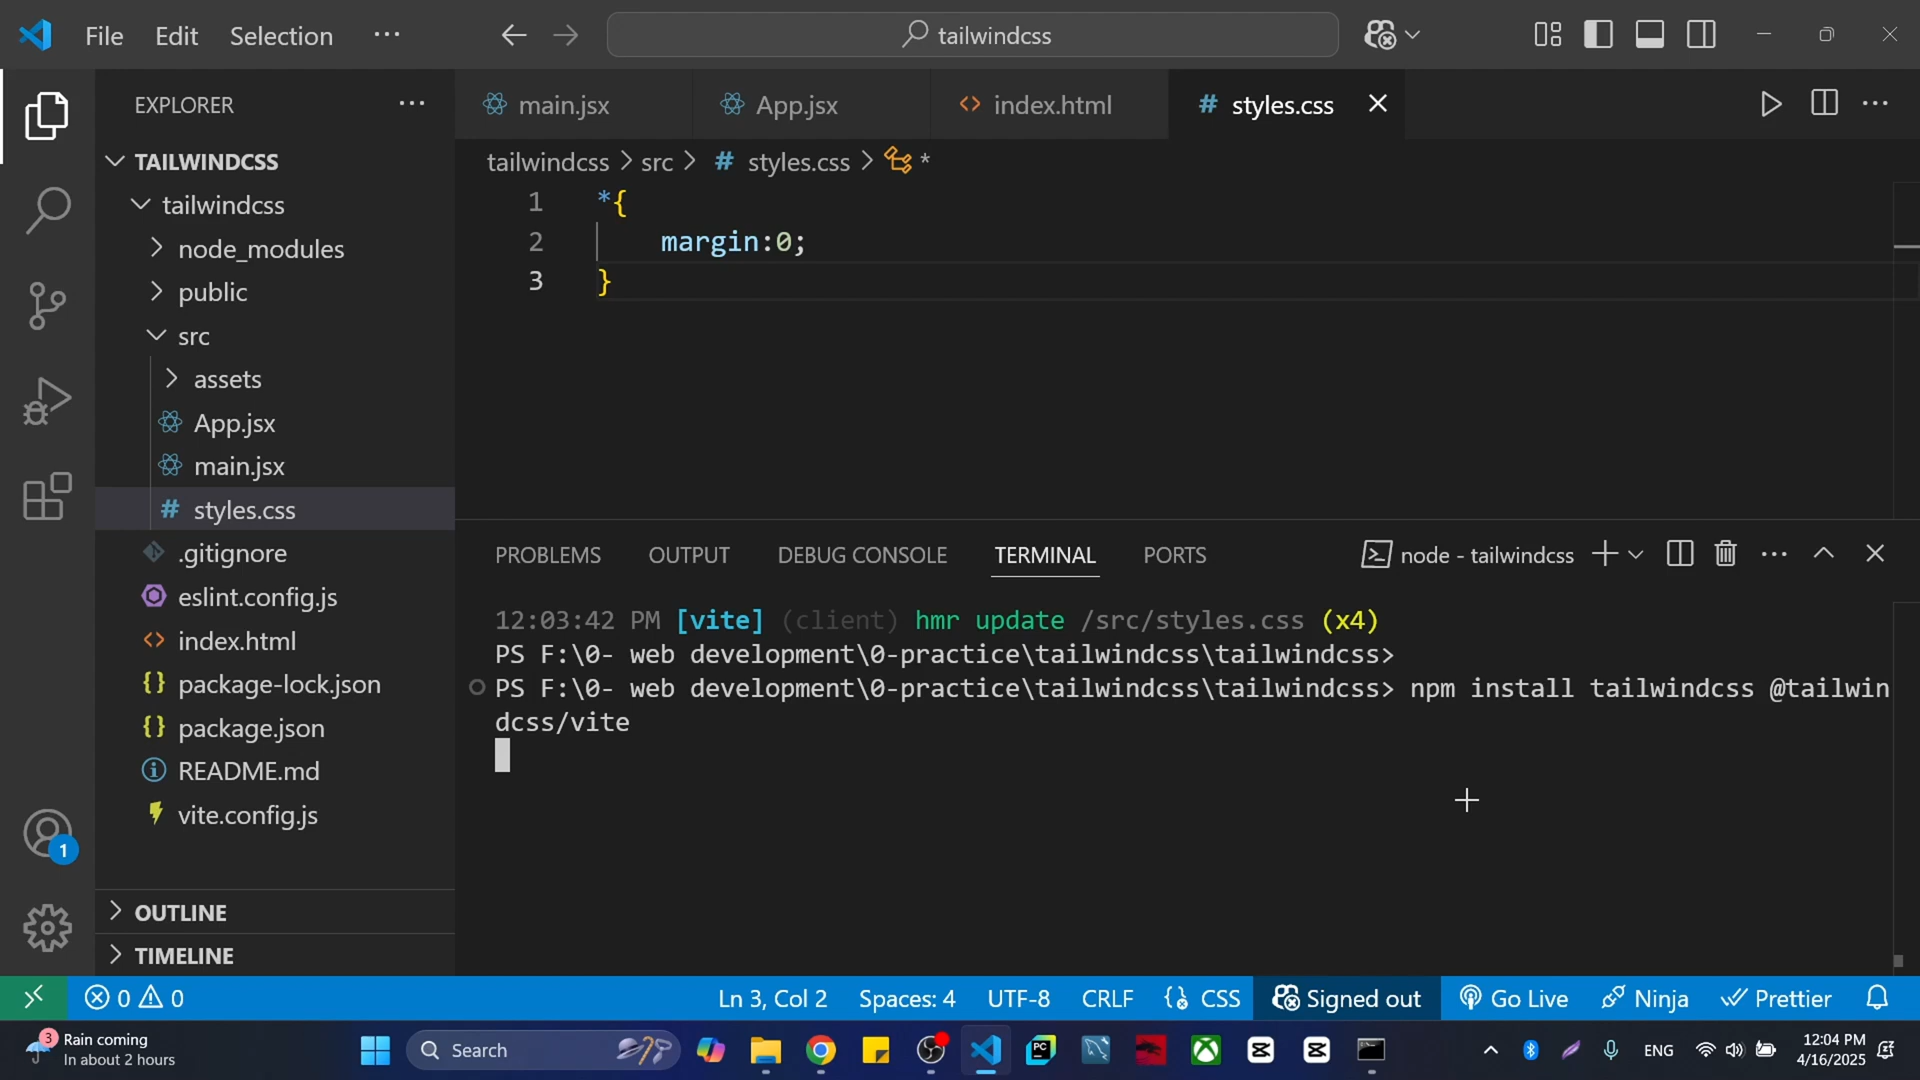 File Edit Selection ··· tailwindcss
EXPLORER ···
TAILWINDCSS
tailwindcss
node_modules
public
src
assets
App.jsx
main.jsx
# styles.css
.gitignore
eslint.config.js
<> index.html
{} package-lock.json
{} package.json
README.md
vite.config.js
OUTLINE
TIMELINE
1
main.jsx App.jsx <> index.html # styles.css
tailwindcss > src > # styles.css > *
1 *{
2 margin:0;
3 }
PROBLEMS OUTPUT DEBUG CONSOLE TERMINAL PORTS node - tailwindcss
12:03:42 PM [vite] (client) hmr update /src/styles.css (x4)
PS F:\0- web development\0-practice\tailwindcss\tailwindcss>
PS F:\0- web development\0-practice\tailwindcss\tailwindcss> npm install tailwindcss @tailwin
dcss/vite
0 0 Ln 3, Col 2 Spaces: 4 UTF-8 CRLF CSS Signed out Go Live Ninja Prettier
3
Rain coming
In about 2 hours
Search
PC
ENG
12:04 PM
4/16/2025